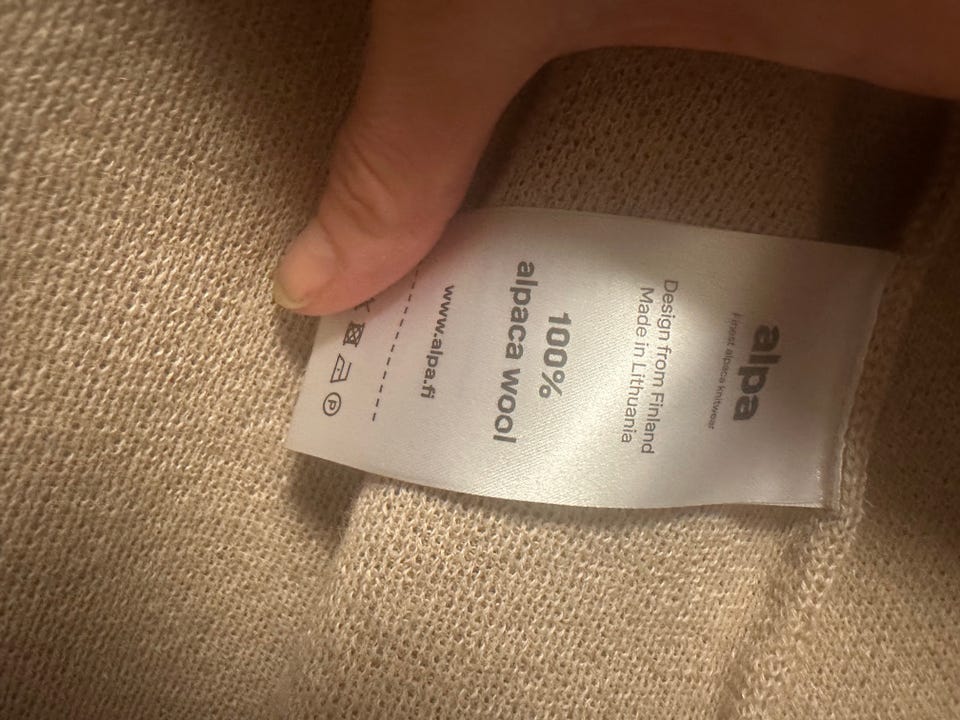 alpa
Finest alpaca knitwear
Design from Finland
Made in Lithuania
100%
alpaca wool
www.alpa.fi
P